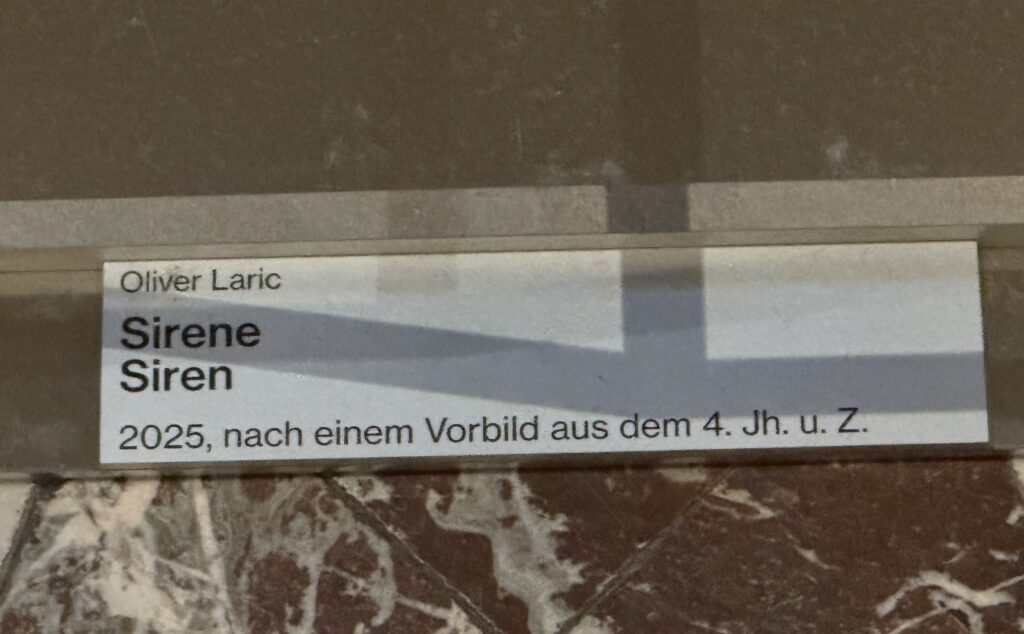 Oliver Laric
Sirene
Siren
2025, nach einem Vorbild aus dem 4. Jh. u. Z.